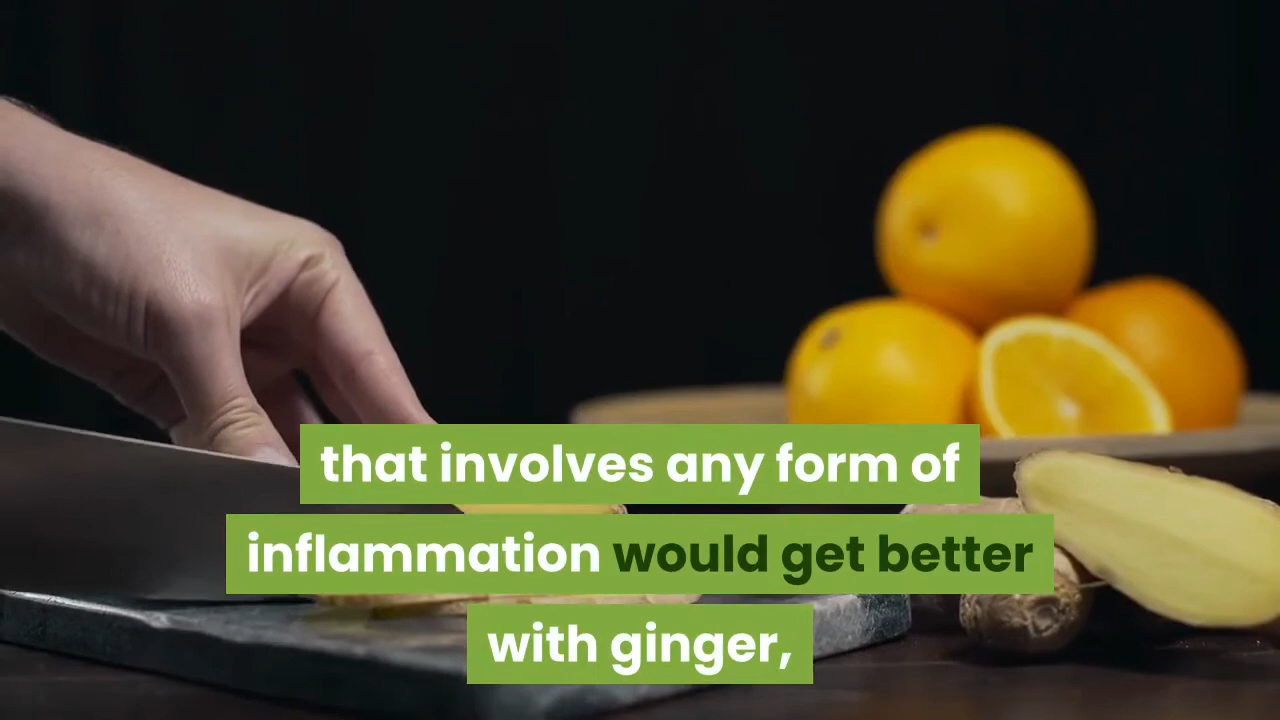 that involves any form of
inflammation would get better
with ginger,